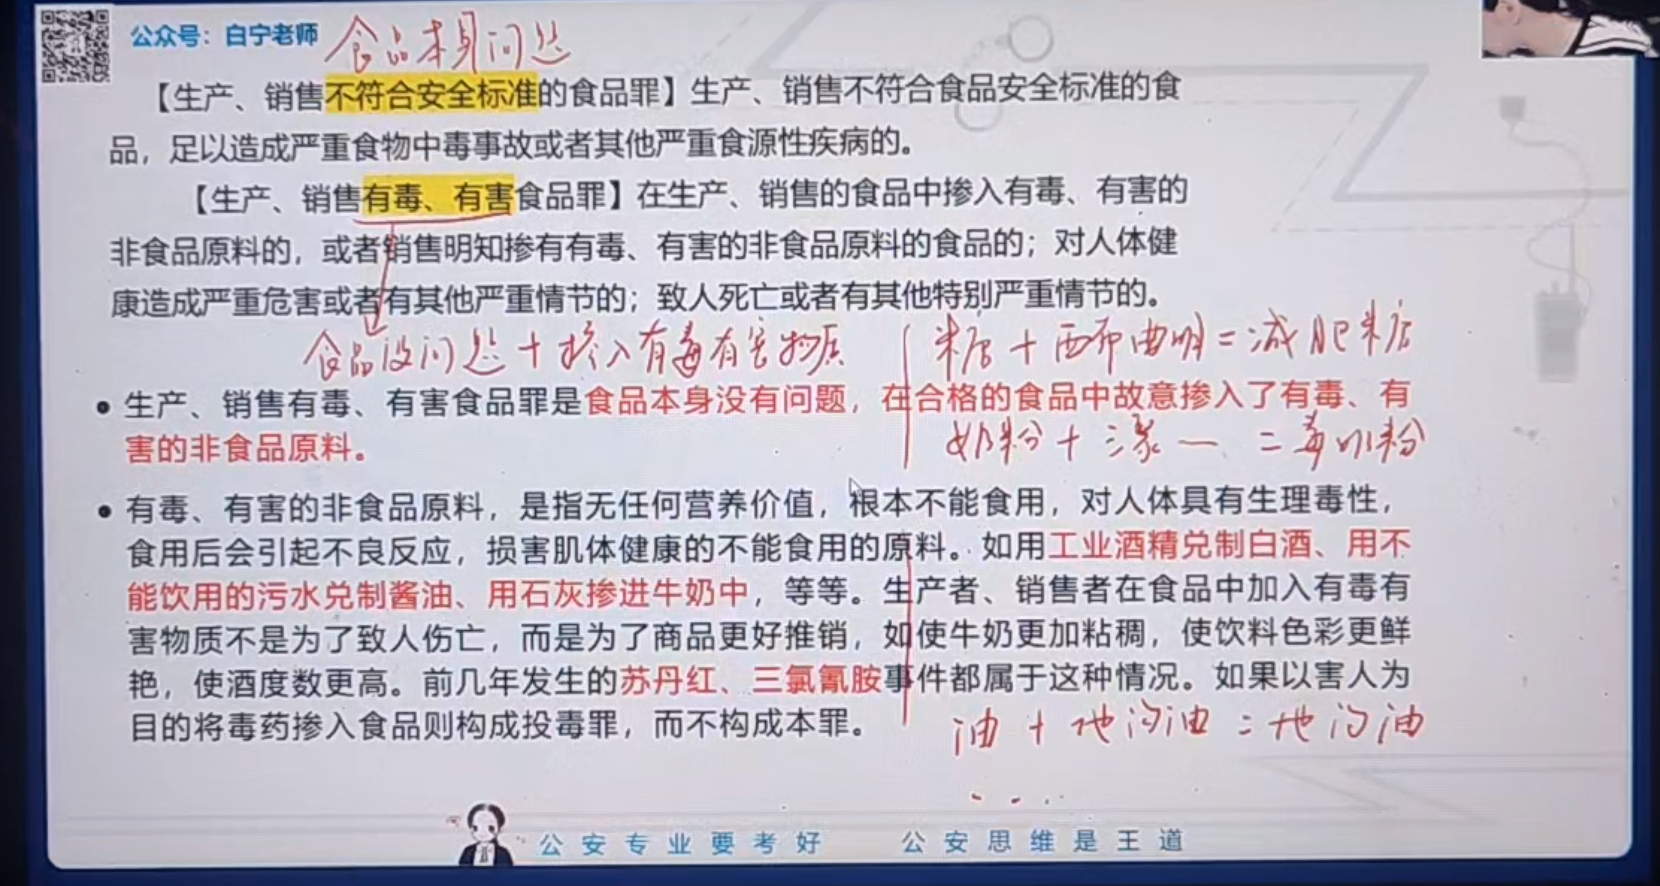 公众号：白宁老师
食品本身问题
【生产、销售不符合安全标准的食品罪】生产、销售不符合食品安全标准的食
品，足以造成严重食物中毒事故或者其他严重食源性疾病的。
【生产、销售有毒、有害食品罪】在生产、销售的食品中掺入有毒、有害的
非食品原料的，或者销售明知掺有有毒、有害的非食品原料的食品的；对人体健
康造成严重危害或者有其他严重情节的；致人死亡或者有其他特别严重情节的。
食品没问题+掺入有毒有害物质
糖+西布曲明=减肥糖
• 生产、销售有毒、有害食品罪是食品本身没有问题，在合格的食品中故意掺入了有毒、有
害的非食品原料。
奶粉+三聚一 =毒奶粉
• 有毒、有害的非食品原料，是指无任何营养价值，根本不能食用，对人体具有生理毒性，
食用后会引起不良反应，损害肌体健康的不能食用的原料。如用工业酒精兑制白酒、用不
能饮用的污水兑制酱油、用石灰掺进牛奶中，等等。生产者、销售者在食品中加入有毒有
害物质不是为了致人伤亡，而是为了商品更好推销，如使牛奶更加粘稠，使饮料色彩更鲜
艳，使酒度数更高。前几年发生的苏丹红、三氯氰胺事件都属于这种情况。如果以害人为
目的将毒药掺入食品则构成投毒罪，而不构成本罪。
油+地沟油=地沟油
公安专业要考好 公安思维是王道